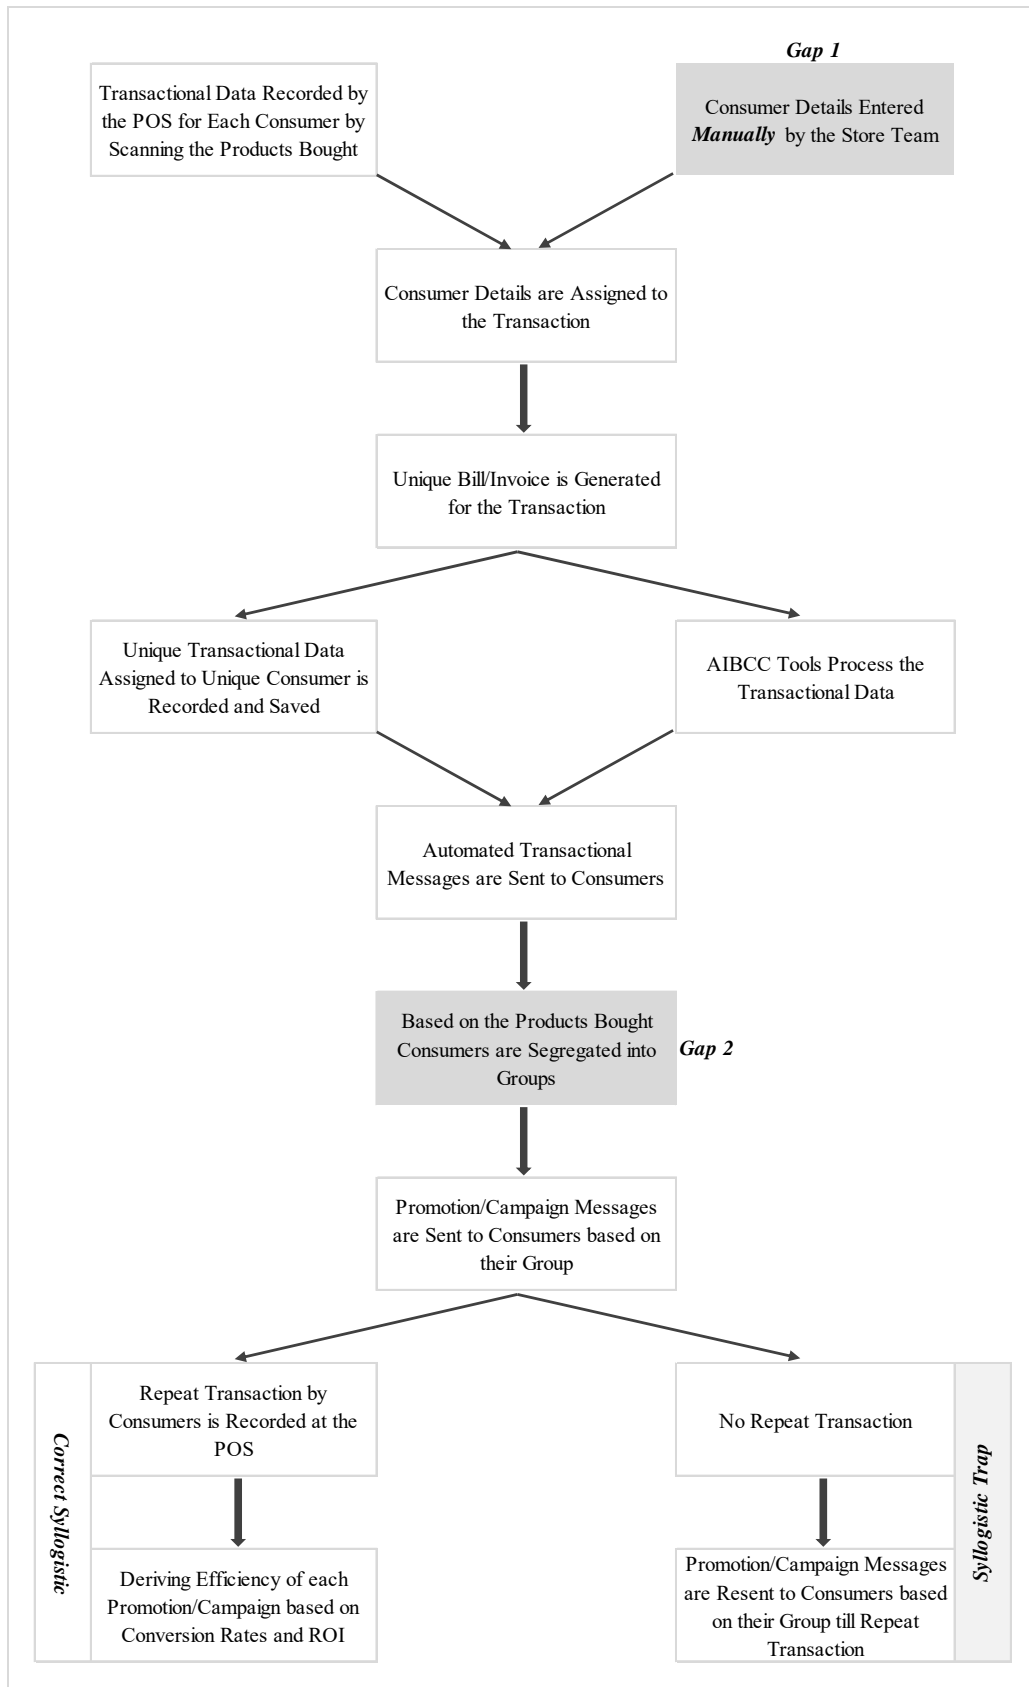 Gap 1
Transactional Data Recorded by
the POS for Each Consumer by
Scanning the Products Bought
Consumer Details Entered
Manually by the Store Team
Consumer Details are Assigned to
the Transaction
Unique Bill/Invoice is Generated
for the Transaction
Unique Transactional Data
Assigned to Unique Consumer is
Recorded and Saved
AIBCC Tools Process the
Transactional Data
Automated Transactional
Messages are Sent to Consumers
Based on the Products Bought
Consumers are Segregated into
Groups
Gap 2
Promotion/Campaign Messages
are Sent to Consumers based on
their Group
Correct Syllogistic
Repeat Transaction by
Consumers is Recorded at the
POS
No Repeat Transaction
Syllogistic Trap
Deriving Efficiency of each
Promotion/Campaign based on
Conversion Rates and ROI
Promotion/Campaign Messages
are Resent to Consumers based
on their Group till Repeat
Transaction